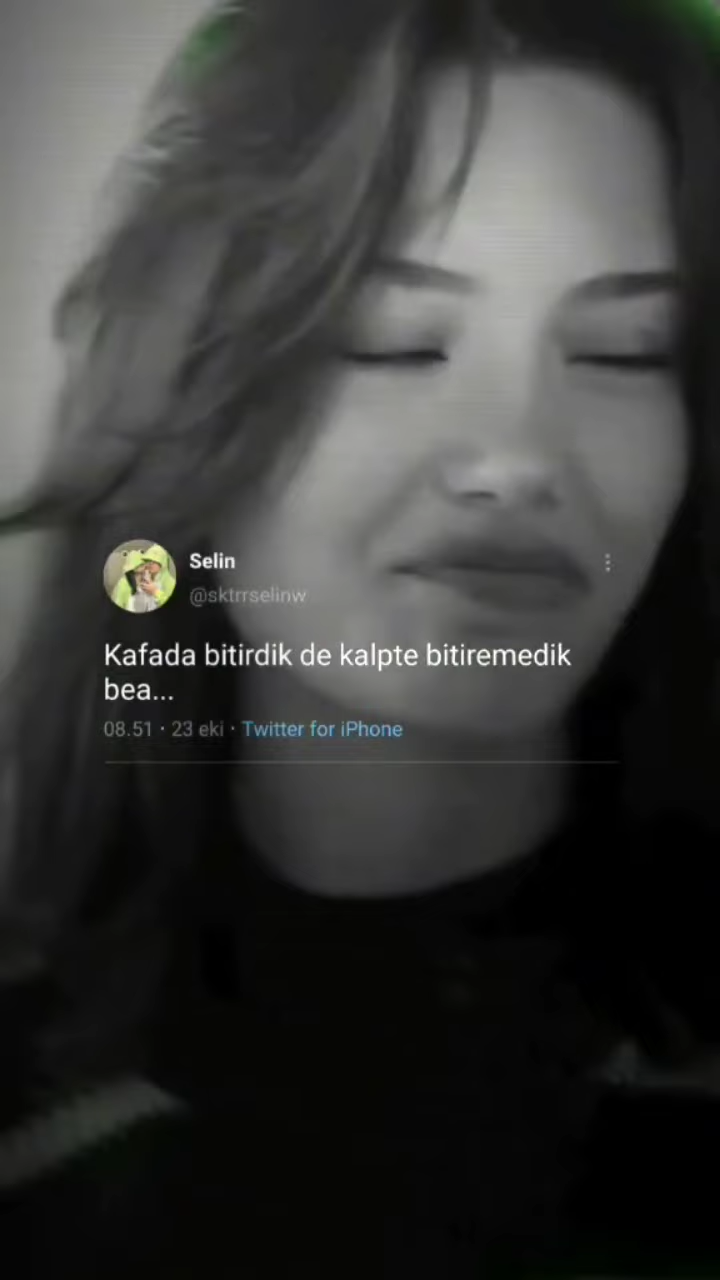 Selin
@sktrrselinw
Kafada bitirdik de kalpte bitiremedik
bea...
08.51 · 23 eki · Twitter for iPhone